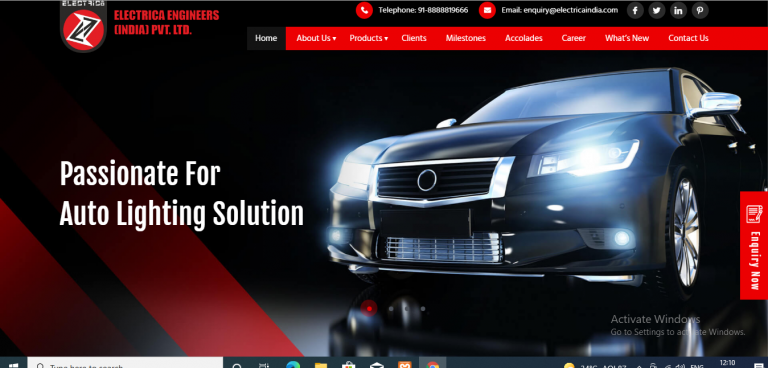 ELECTRICA
ELECTRICA ENGINEERS
(INDIA) PVT. LTD.
Telephone: 91-8888819666
Email: enquiry@electricaindia.com
Home
About Us
Products
Clients
Milestones
Accolades
Career
What's New
Contact Us
Passionate For
Auto Lighting Solution
Enquiry Now
Activate Windows
Go to Settings to activate Windows.
Type here to search
ENG
12:10